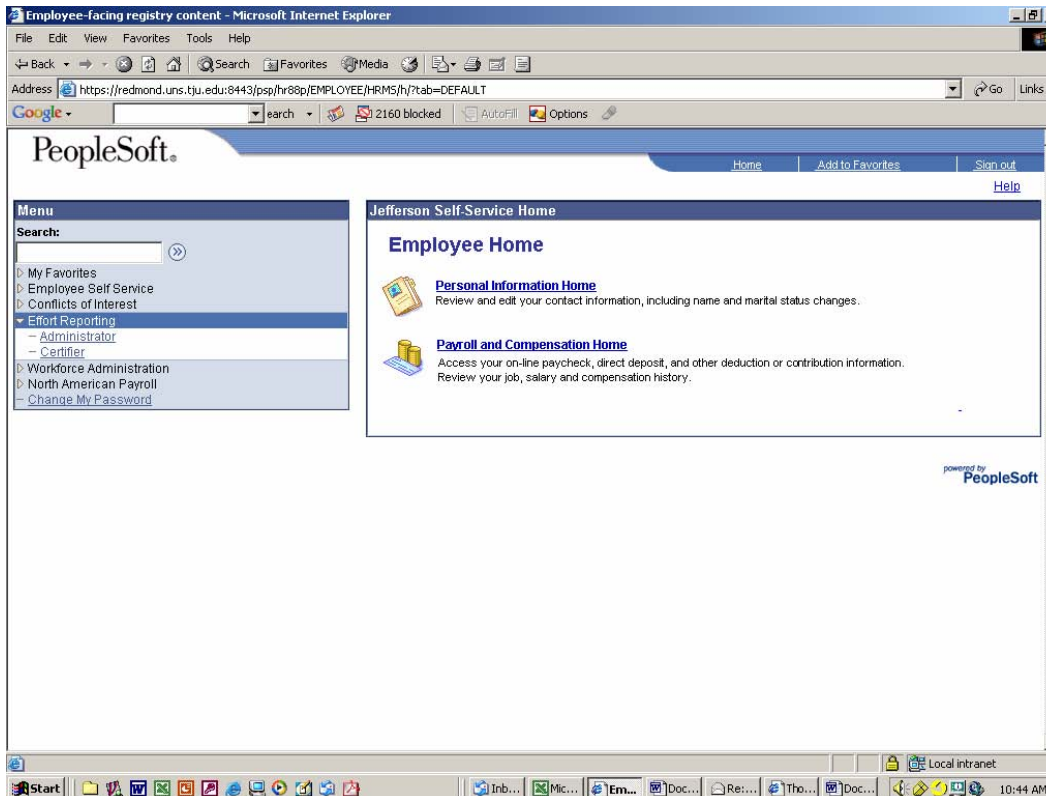 Employee-facing registry content - Microsoft Internet Explorer
File Edit View Favorites Tools Help
Back Search Favorites Media
Address https://redmond.uns.tju.edu:8443/psp/hr88p/EMPLOYEE/HRMS/h/?tab=DEFAULT Go Links
Google earch 2160 blocked AutoFill Options
PeopleSoft®
Home Add to Favorites Sign out
Help
Menu
Search:
My Favorites
Employee Self Service
Conflicts of Interest
Effort Reporting
Administrator
Certifier
Workforce Administration
North American Payroll
Change My Password
Jefferson Self-Service Home
Employee Home
Personal Information Home
Review and edit your contact information, including name and marital status changes.
Payroll and Compensation Home
Access your on-line paycheck, direct deposit, and other deduction or contribution information.
Review your job, salary and compensation history.
powered by
PeopleSoft
Local intranet
Start Inb... Mic... Em... Doc... Re:... Tho... Doc... 10:44 AM